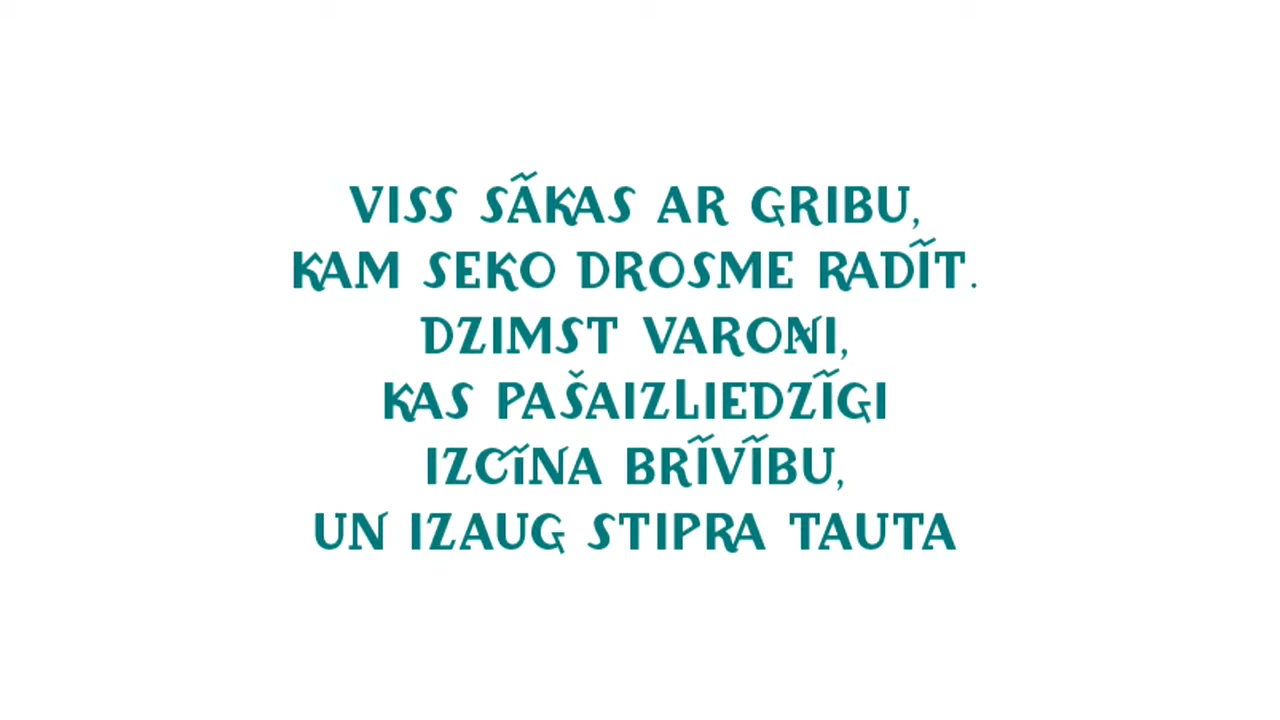 VISS SĀKAS AR GRIBU,
KAM SEKO DROSME RADĪT.
DZIMST VAROŅI,
KAS PAŠAIZLIEDZĪGI
IZCĪNA BRĪVĪBU,
UN IZAUG STIPRA TAUTA